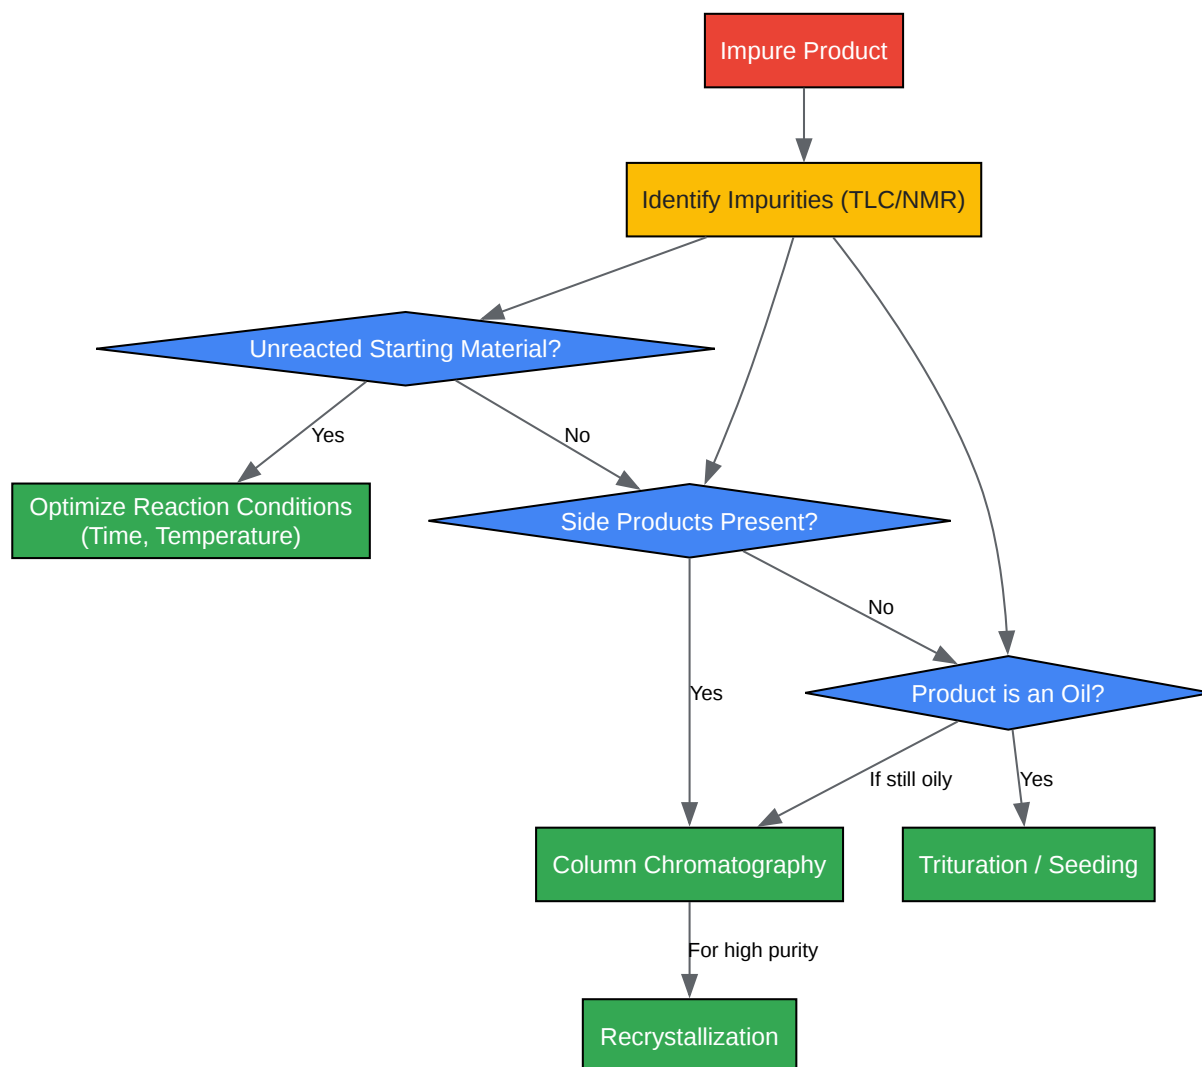 Impure Product
Identify Impurities (TLC/NMR)
Unreacted Starting Material?
Yes
No
Optimize Reaction Conditions
(Time, Temperature)
Side Products Present?
No
Yes
Product is an Oil?
If still oily
Yes
Column Chromatography
Trituration / Seeding
For high purity
Recrystallization